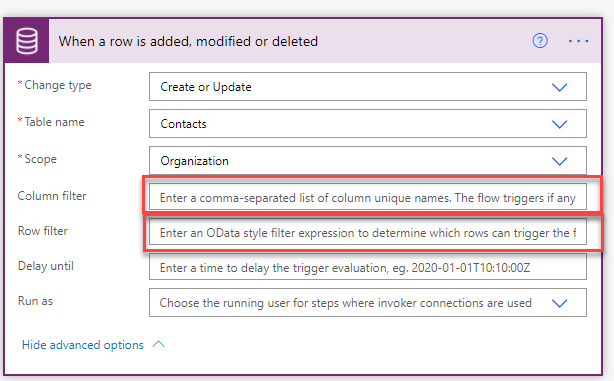 When a row is added, modified or deleted
* Change type Create or Update
* Table name Contacts
* Scope Organization
Column filter Enter a comma-separated list of column unique names. The flow triggers if any
Row filter Enter an OData style filter expression to determine which rows can trigger the f
Delay until Enter a time to delay the trigger evaluation, eg. 2020-01-01T10:10:00Z
Run as Choose the running user for steps where invoker connections are used
Hide advanced options